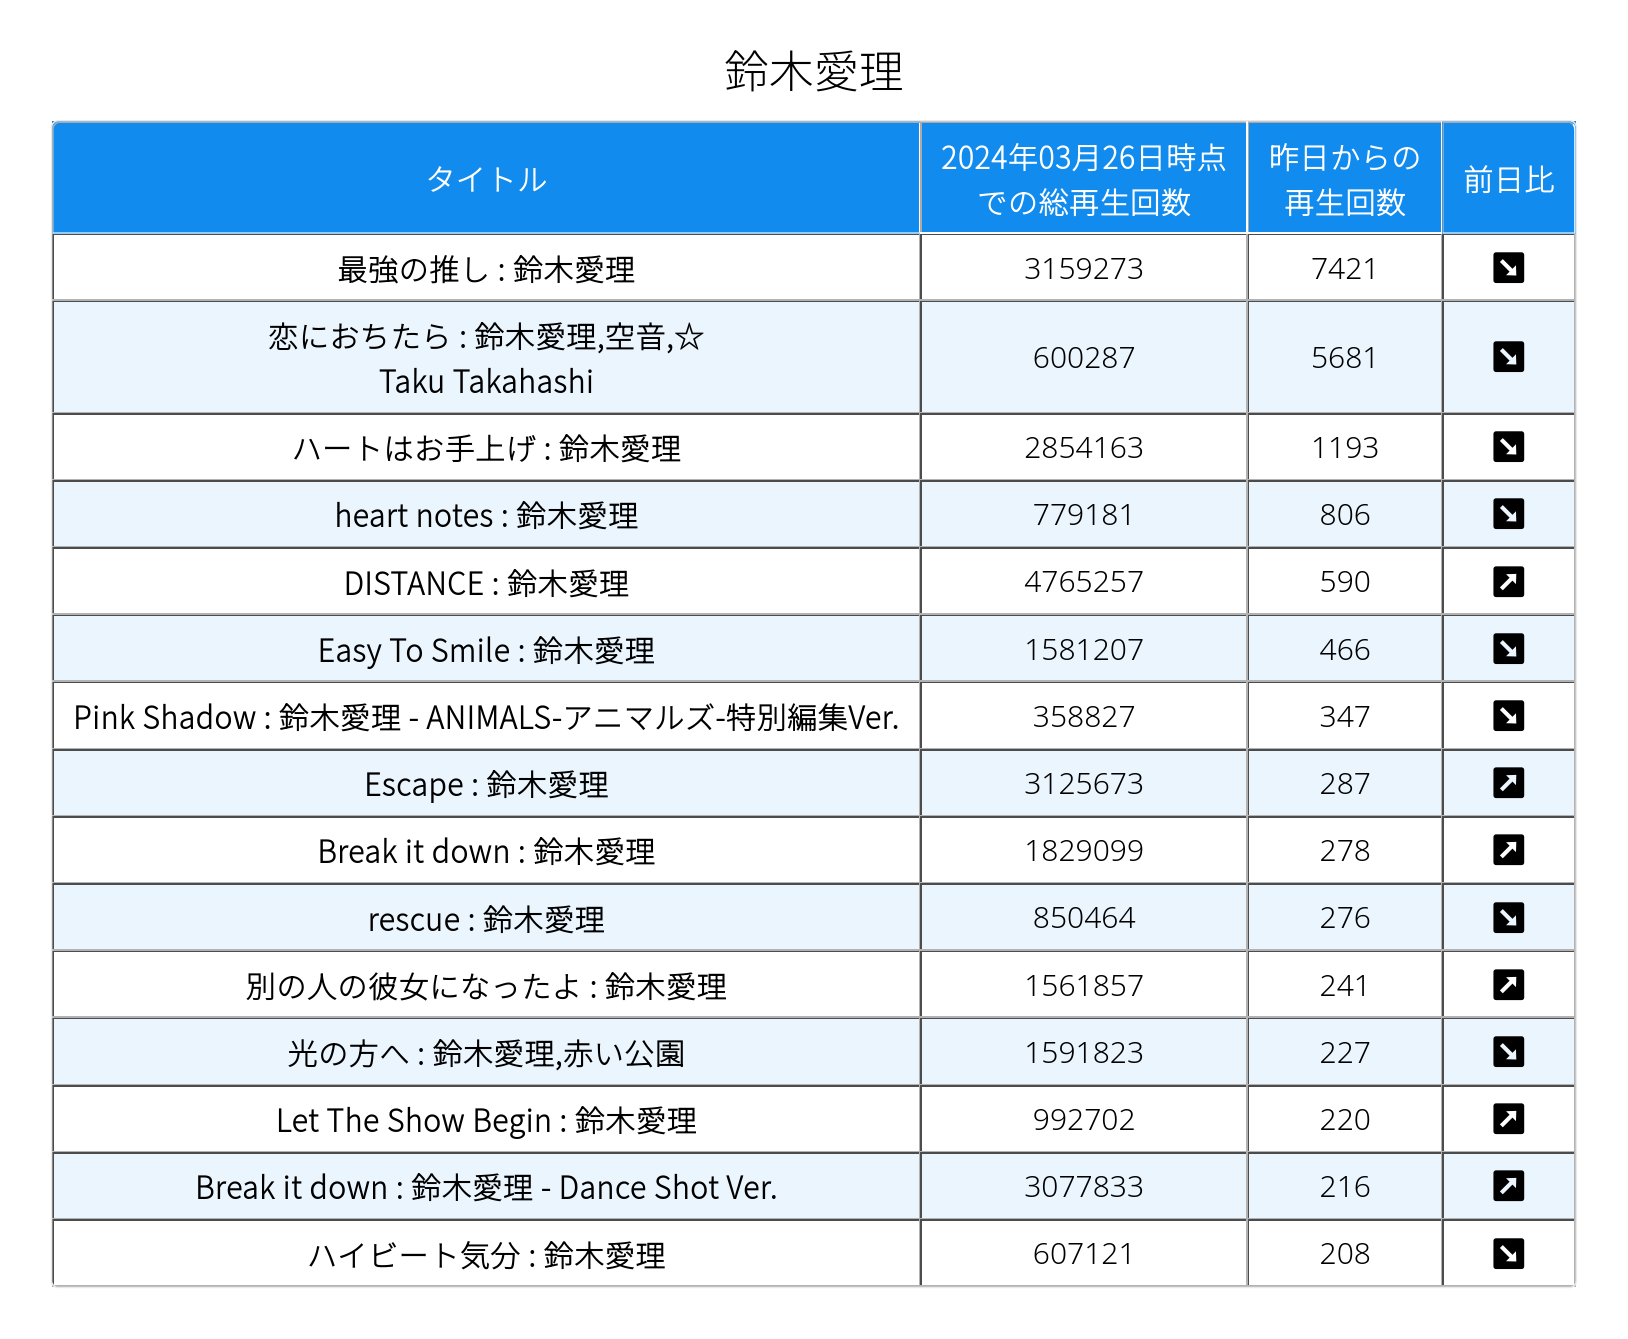 鈴木愛理
タイトル
2024年03月26日時点
での総再生回数
昨日からの
再生回数
前日比
最強の推し : 鈴木愛理 3159273 7421 ↘
恋におちたら : 鈴木愛理,空音,☆
Taku Takahashi 600287 5681 ↘
ハートはお手上げ : 鈴木愛理 2854163 1193 ↘
heart notes : 鈴木愛理 779181 806 ↘
DISTANCE : 鈴木愛理 4765257 590 ↗
Easy To Smile : 鈴木愛理 1581207 466 ↘
Pink Shadow : 鈴木愛理 - ANIMALS-アニマルズ-特別編集Ver. 358827 347 ↘
Escape : 鈴木愛理 3125673 287 ↗
Break it down : 鈴木愛理 1829099 278 ↗
rescue : 鈴木愛理 850464 276 ↘
別の人の彼女になったよ : 鈴木愛理 1561857 241 ↗
光の方へ : 鈴木愛理,赤い公園 1591823 227 ↘
Let The Show Begin : 鈴木愛理 992702 220 ↗
Break it down : 鈴木愛理 - Dance Shot Ver. 3077833 216 ↗
ハイビート気分 : 鈴木愛理 607121 208 ↘